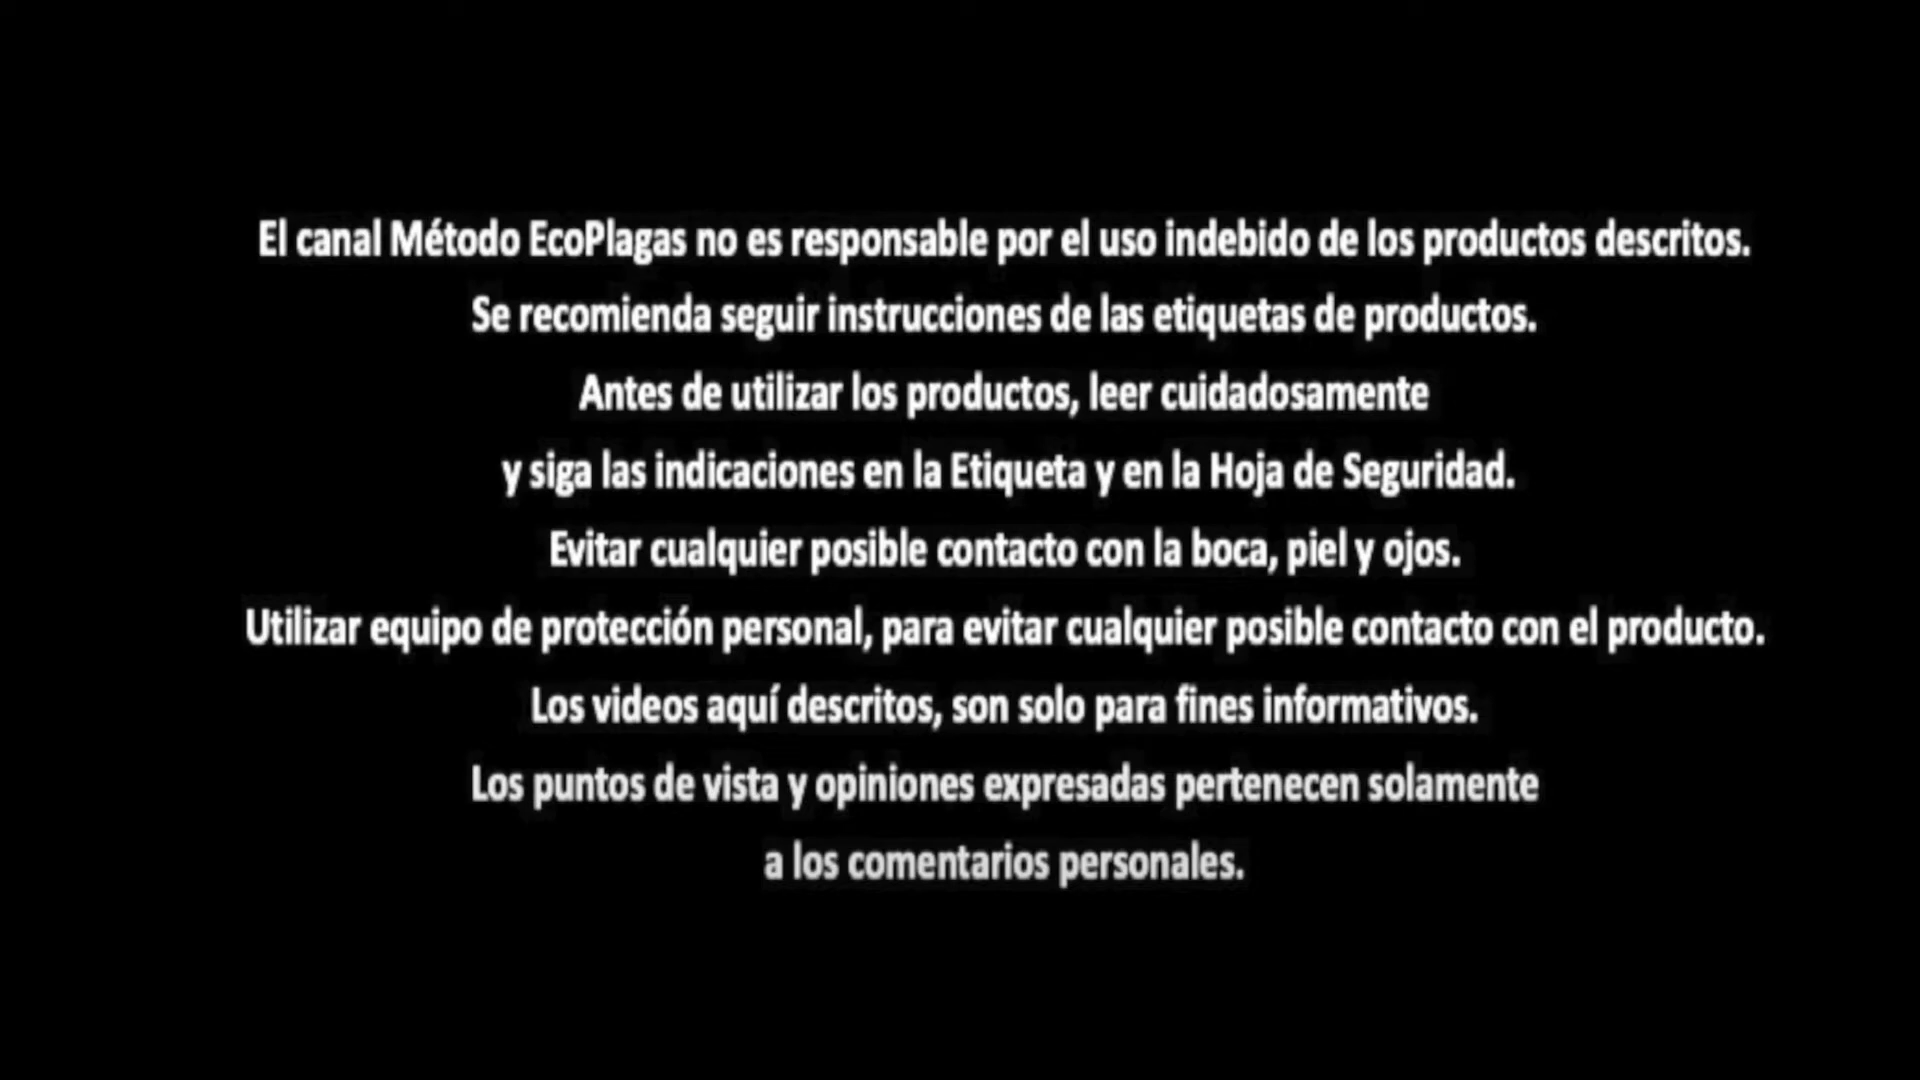 El canal Método EcoPlagas no es responsable por el uso indebido de los productos descritos.
Se recomienda seguir instrucciones de las etiquetas de productos.
Antes de utilizar los productos, leer cuidadosamente
y siga las indicaciones en la Etiqueta y en la Hoja de Seguridad.
Evitar cualquier posible contacto con la boca, piel y ojos.
Utilizar equipo de protección personal, para evitar cualquier posible contacto con el producto.
Los videos aquí descritos, son solo para fines informativos.
Los puntos de vista y opiniones expresadas pertenecen solamente
a los comentarios personales.